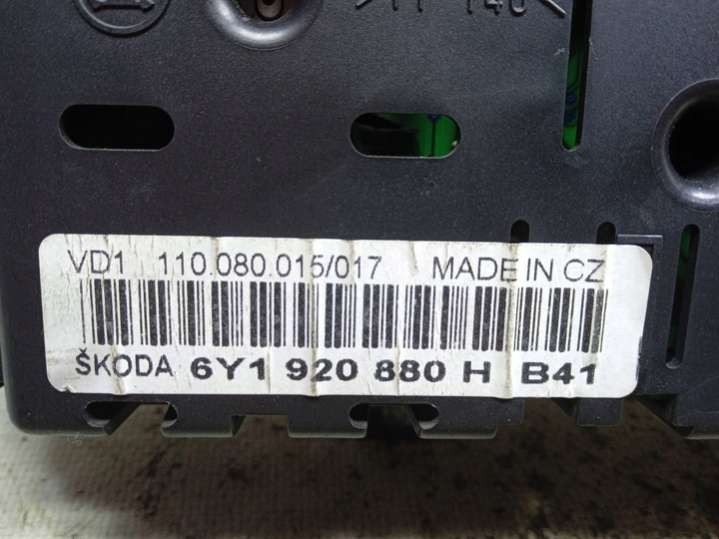 VD1 110.080.015/017 MADE IN CZ
ŠKODA 6Y1 920 880 H B41